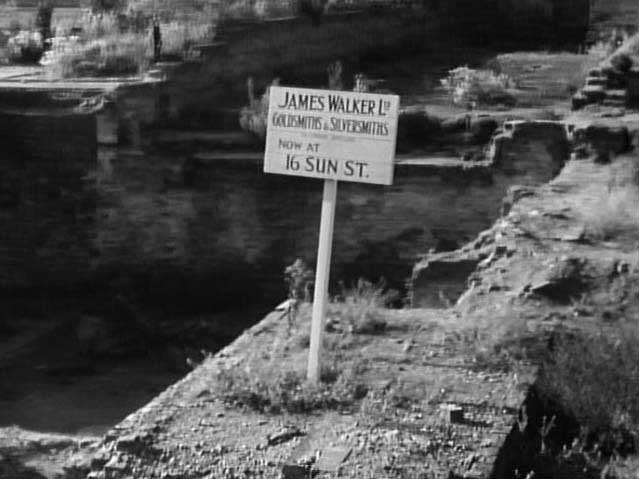 JAMES WALKER LTD
GOLDSMITHS & SILVERSMITHS
NOW AT
16 SUN ST.